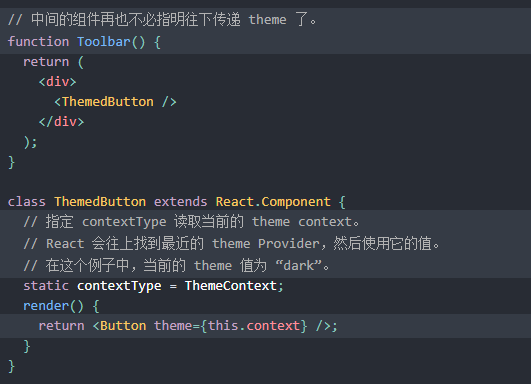 // 中间的组件再也不必指明往下传递 theme 了。
function Toolbar() {
  return (
    <div>
      <ThemedButton />
    </div>
  );
}

class ThemedButton extends React.Component {
  // 指定 contextType 读取当前的 theme context。
  // React 会往上找到最近的 theme Provider，然后使用它的值。
  // 在这个例子中，当前的 theme 值为 “dark”。
  static contextType = ThemeContext;
  render() {
    return <Button theme={this.context} />;
  }
}